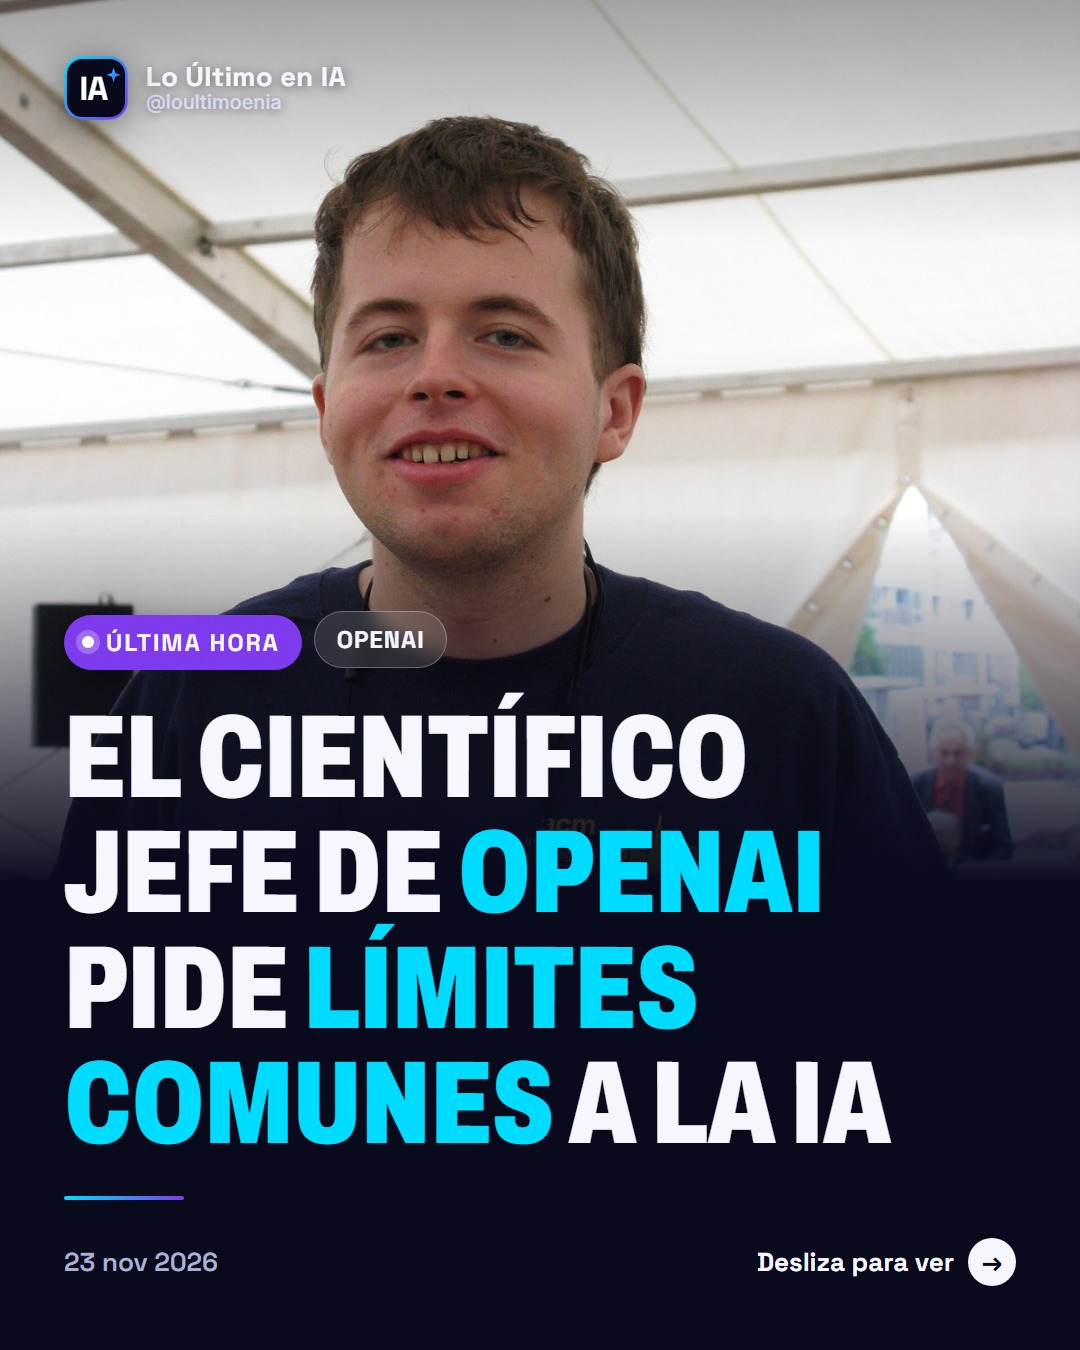 IA
Lo Último en IA
@loultimoenia
ÚLTIMA HORA
OPENAI
EL CIENTÍFICO
JEFE DE OPENAI
PIDE LÍMITES
COMUNES A LA IA
23 nov 2026
Desliza para ver →
acm